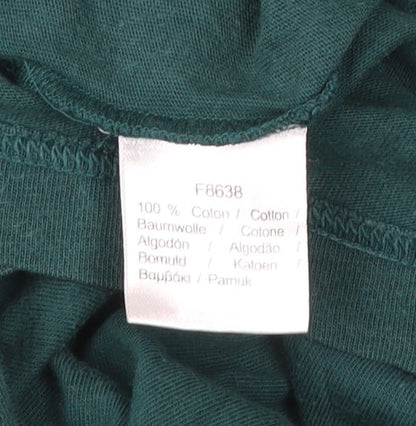 F8638
100 % Coton / Cotton /
Baumwolle / Cotone /
Algodón / Algodão /
Bomuld / Katoen /
Βαμβάκι / Pamuk